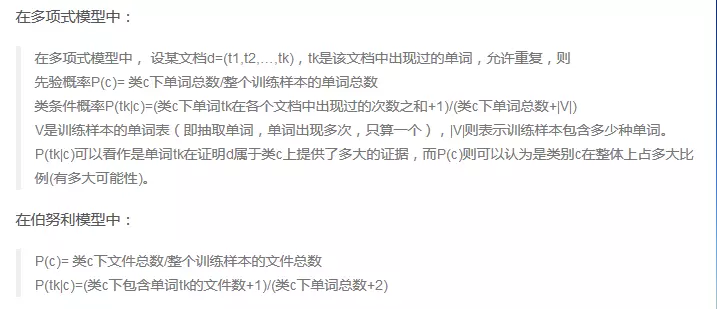 在多项式模型中：
在多项式模型中， 设某文档d=(t1,t2,…,tk)，tk是该文档中出现过的单词，允许重复，则
先验概率P(c)= 类c下单词总数/整个训练样本的单词总数
类条件概率P(tk|c)=(类c下单词tk在各个文档中出现过的次数之和+1)/(类c下单词总数+|V|)
V是训练样本的单词表（即抽取单词，单词出现多次，只算一个），|V|则表示训练样本包含多少种单词。
P(tk|c)可以看作是单词tk在证明d属于类c上提供了多大的证据，而P(c)则可以认为是类别c在整体上占多大比
例(有多大可能性)。
在伯努利模型中：
P(c)= 类c下文件总数/整个训练样本的文件总数
P(tk|c)=(类c下包含单词tk的文件数+1)/(类c下单词总数+2)